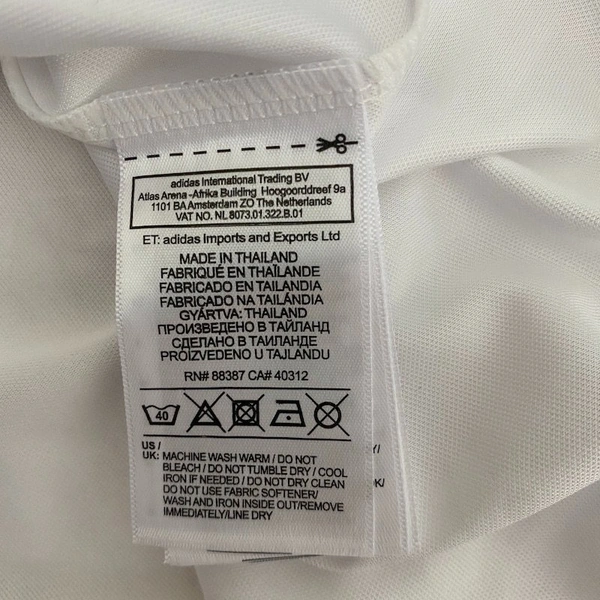 adidas International Trading BV
Atlas Arena -Afrika Building Hoogoorddreef 9a
1101 BA Amsterdam ZO The Netherlands
VAT NO. NL 8073.01.322.B.01
ET: adidas Imports and Exports Ltd
MADE IN THAILAND
FABRIQUÉ EN THAÏLANDE
FABRICADO EN TAILANDIA
FABRICADO NA TAILÂNDIA
GYÁRTVA: THAILAND
ПРОИЗВЕДЕНО В ТАЙЛАНД
СДЕЛАНО В ТАИЛАНДЕ
PROIZVEDENO U TAJLANDU
RN# 88387 CA# 40312
40
US /
UK: MACHINE WASH WARM / DO NOT
BLEACH / DO NOT TUMBLE DRY / COOL
IRON IF NEEDED / DO NOT DRY CLEAN
DO NOT USE FABRIC SOFTENER/
WASH AND IRON INSIDE OUT/REMOVE
IMMEDIATELY/LINE DRY